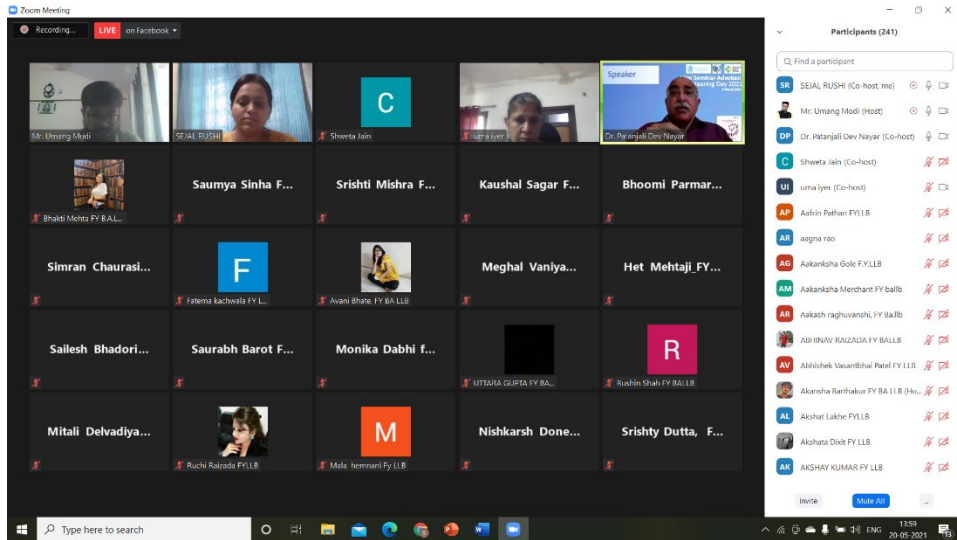 Zoom Meeting
Recording...
LIVE on Facebook
Participants (241)
Find a participant
Mr. Umang Modi
SEJAL RUSHI
C
Shweta Jain
uma iyer
Speaker
Hearing Day 2021
Dr. Patanjali Dev Nayar
Bhakti Mehta FY B.A.L...
Saumya Sinha F...
Srishti Mishra F...
Kaushal Sagar F...
Bhoomi Parmar...
Simran Chaurasi...
F
Fatema kachwala FY L...
Avani Bhate, FY BA LLB
Meghal Vaniya...
Het Mehtaji_FY...
Sailesh Bhadori...
Saurabh Barot F...
Monika Dabhi f...
UTTARA GUPTA FY BA...
R
Rushin Shah FY BALLB
Mitali Delvadiya...
Ruchi Raizada FYLLB
M
Mala hemnani Fy LLB
Nishkarsh Done...
Srishty Dutta, F...
SR SEJAL RUSHI (Co-host, me)
Mr. Umang Modi (Host)
DP Dr. Patanjali Dev Nayar (Co-host)
C Shweta Jain (Co-host)
UI uma iyer (Co-host)
AP Aafrin Pathan FYLLB
AR aagna rao
AG Aakanksha Gole F.Y.LLB
AM Aakanksha Merchant FY ballb
AR Aakash raghuvanshi, FY Ba.llb
ABHINAV RAIZADA FY BALLB
AV Abhishek Vasantbhai Patel FY LLB
Akansha Barthakur FY BA LLB (Ho...
AL Akshat Lakhe FYLLB
Akshata Dixit FY LLB
AK AKSHAY KUMAR FY LLB
Invite
Mute All
...
Type here to search
ENG
13:59
20-05-2021